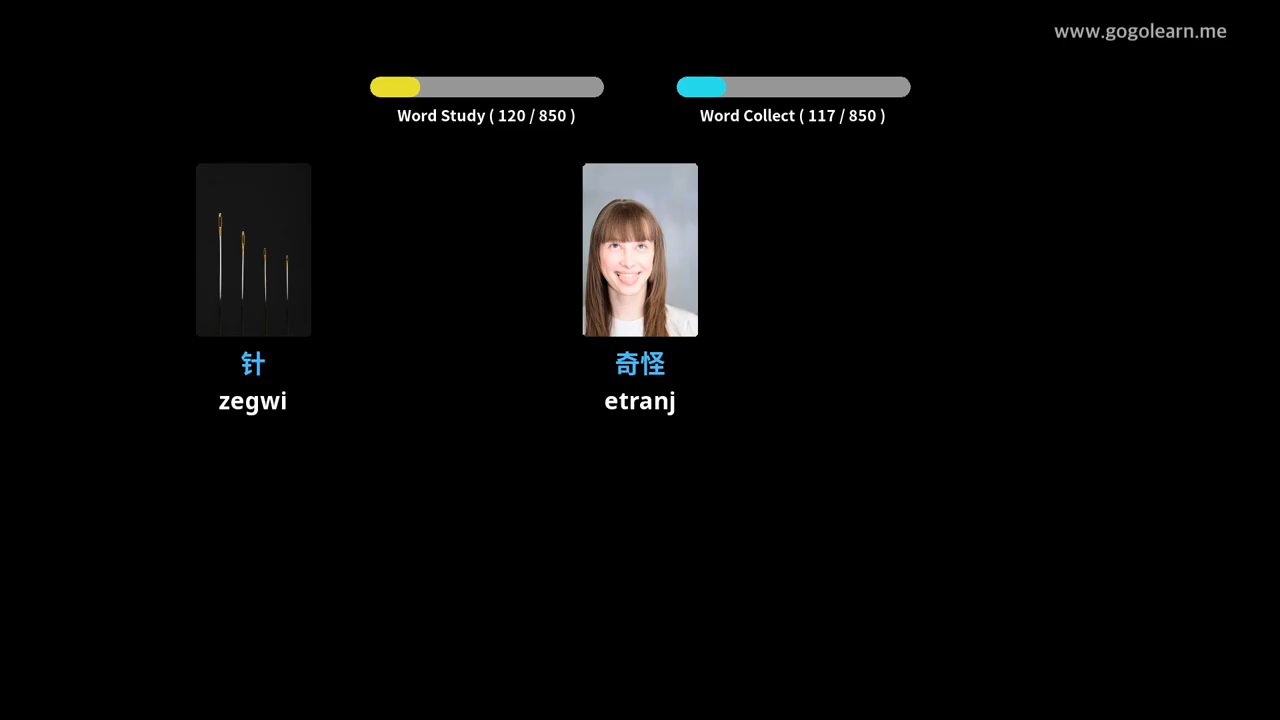 www.gogolearn.me
Word Study ( 120 / 850 )
Word Collect ( 117 / 850 )
针
zegwi
奇怪
etranj